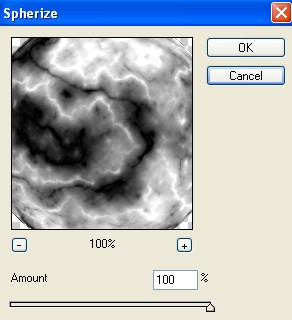 Spherize
OK
Cancel
- 100% +
Amount 100 %